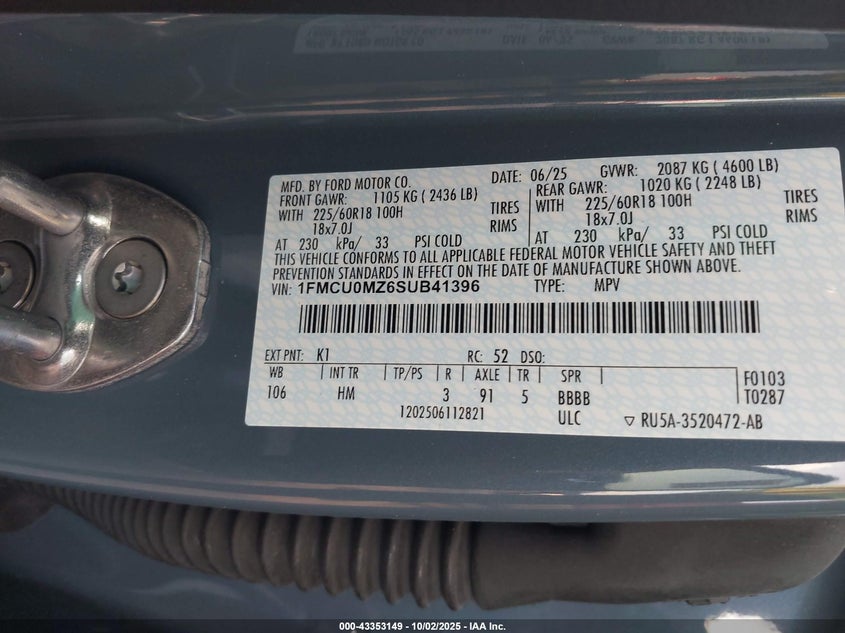 MFD. BY FORD MOTOR CO. DATE: 06/25 GVWR: 2087 KG ( 4600 LB)
FRONT GAWR: 1105 KG ( 2436 LB) REAR GAWR: 1020 KG ( 2248 LB)
WITH 225/60R18 100H TIRES WITH 225/60R18 100H TIRES
18x7.0J RIMS 18x7.0J RIMS
AT 230 kPa/ 33 PSI COLD AT 230 kPa/ 33 PSI COLD
THIS VEHICLE CONFORMS TO ALL APPLICABLE FEDERAL MOTOR VEHICLE SAFETY AND THEFT
PREVENTION STANDARDS IN EFFECT ON THE DATE OF MANUFACTURE SHOWN ABOVE.
VIN: 1FMCU0MZ6SUB41396 TYPE: MPV
EXT PNT: K1 RC: 52 DSO:
WB INT TR TP/PS R AXLE TR SPR F0103
106 HM 3 91 5 BBBB T0287
1202506112821 ULC RU5A-3520472-AB
000-43353149 - 10/02/2025 - IAA Inc.